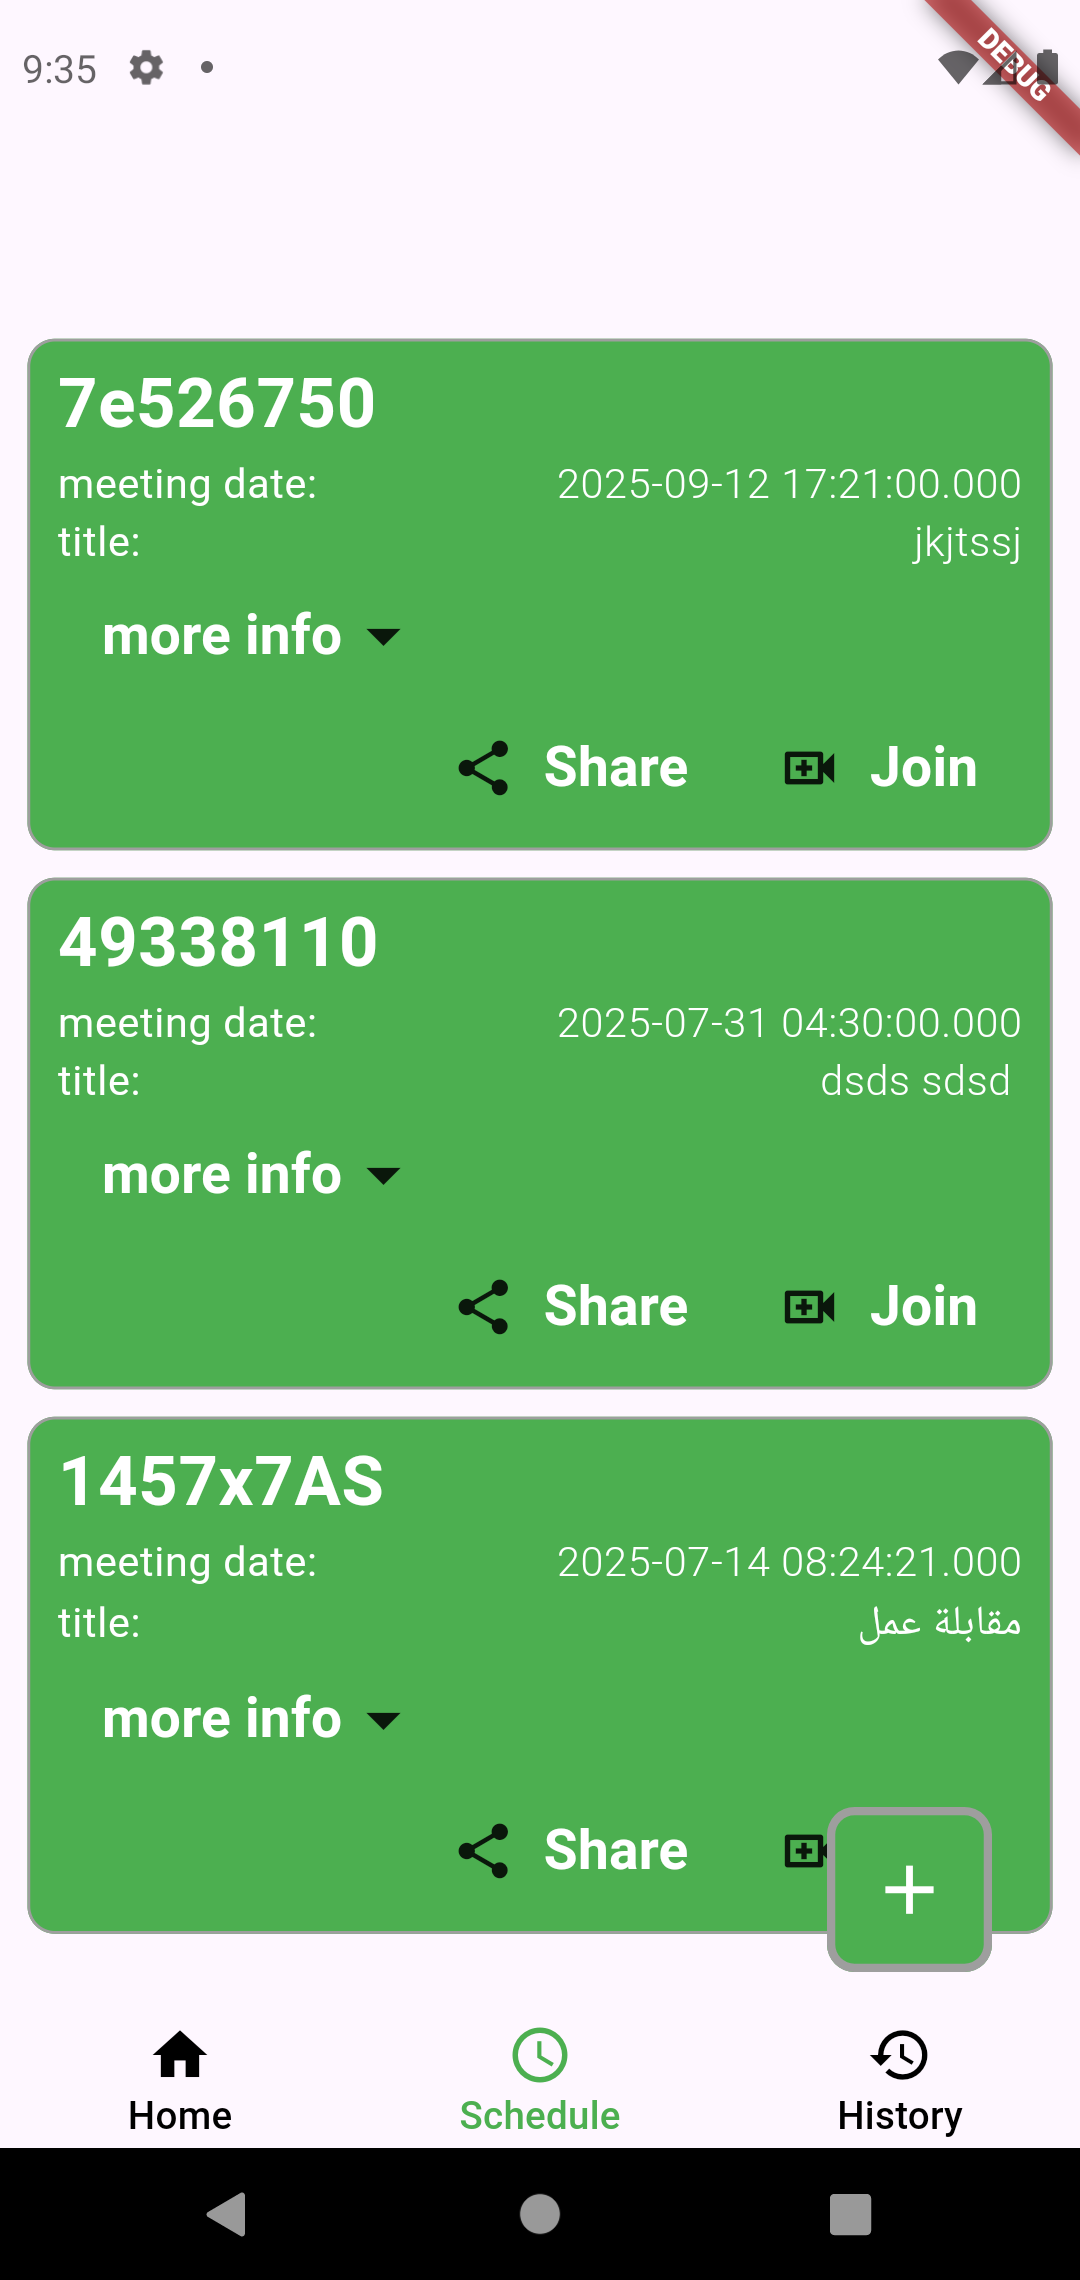 9:35
DEBUG
7e526750
meeting date: 2025-09-12 17:21:00.000
title: jkjtssj
more info
Share Join
49338110
meeting date: 2025-07-31 04:30:00.000
title: dsds sdsd
more info
Share Join
1457x7AS
meeting date: 2025-07-14 08:24:21.000
title: مقابلة عمل
more info
Share
Home Schedule History